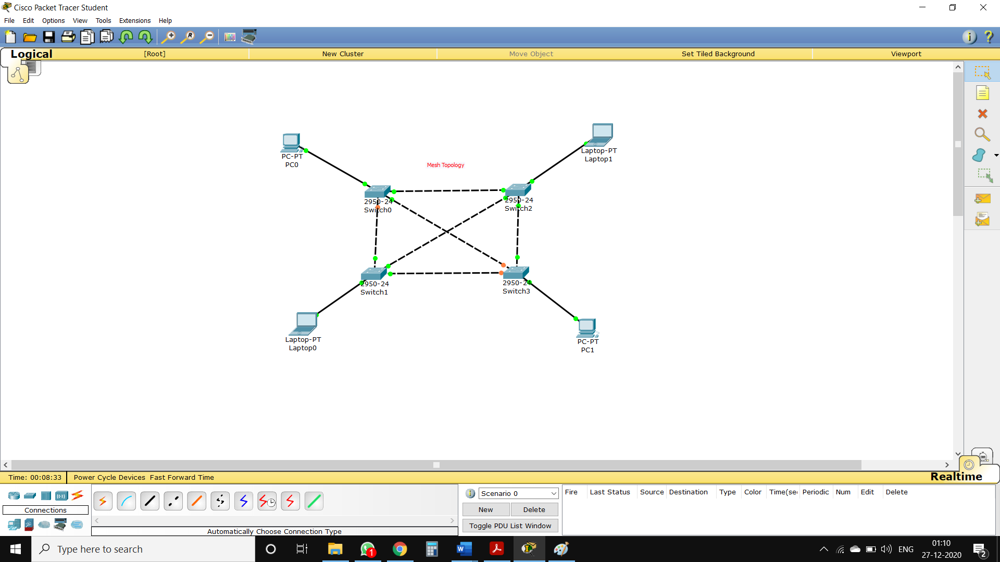 Cisco Packet Tracer Student
File Edit Options View Tools Extensions Help
R
i ?
Logical [Root] New Cluster Move Object Set Tiled Background Viewport
Laptop-PT
Laptop1
PC-PT
PC0
Mesh Topology
2950-24
Switch0
2950-24
Switch2
2950-24
Switch1
2950-24
Switch3
Laptop-PT
Laptop0
PC-PT
PC1
Time: 00:08:33 Power Cycle Devices Fast Forward Time Realtime
Connections
Automatically Choose Connection Type
i Scenario 0
New Delete
Toggle PDU List Window
Fire Last Status Source Destination Type Color Time(se Periodic Num Edit Delete
Type here to search
1
W
ENG
01:10
27-12-2020
2